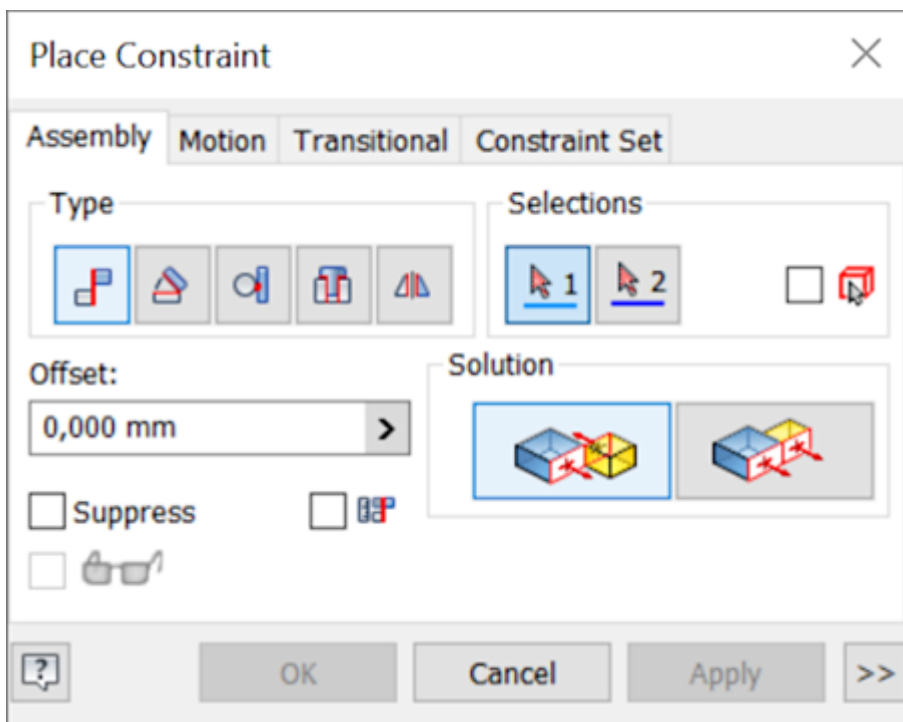 Place Constraint
Assembly Motion Transitional Constraint Set
Type
Selections
1 2
Offset:
Solution
0,000 mm >
Suppress
? OK Cancel Apply >>